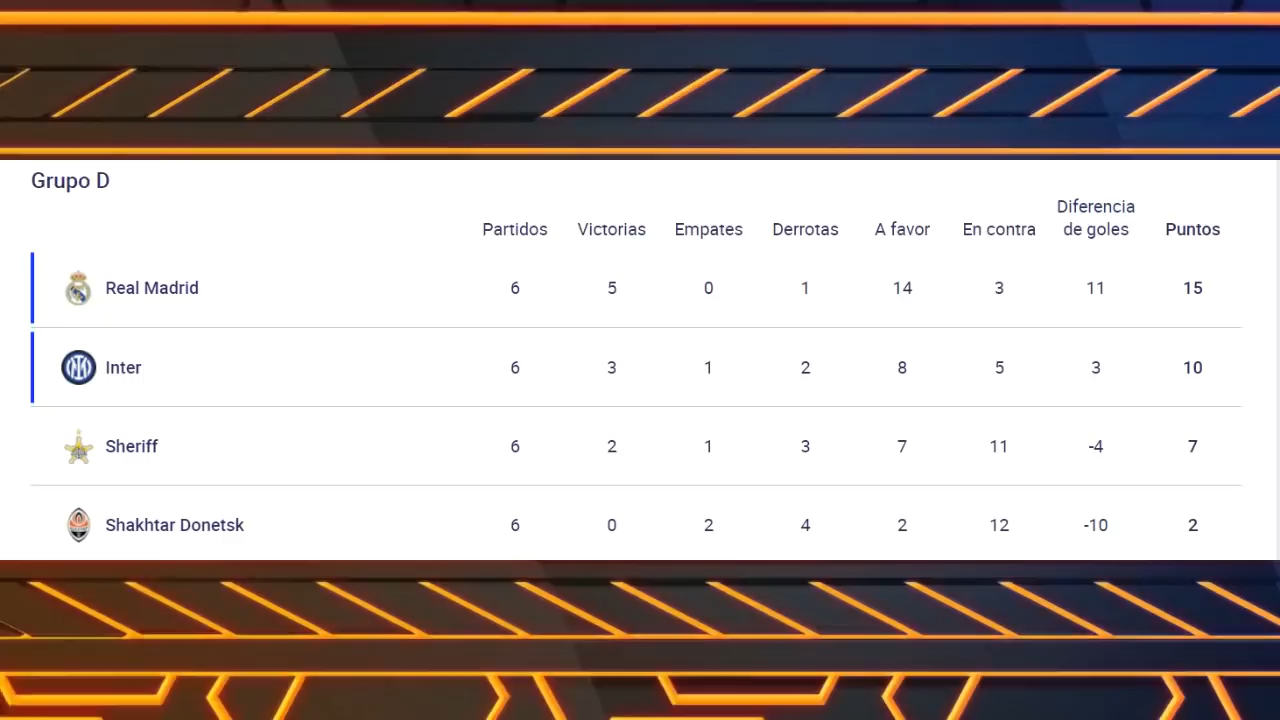 Grupo D
Partidos Victorias Empates Derrotas A favor En contra Diferencia de goles Puntos
Real Madrid 6 5 0 1 14 3 11 15
Inter 6 3 1 2 8 5 3 10
Sheriff 6 2 1 3 7 11 -4 7
Shakhtar Donetsk 6 0 2 4 2 12 -10 2